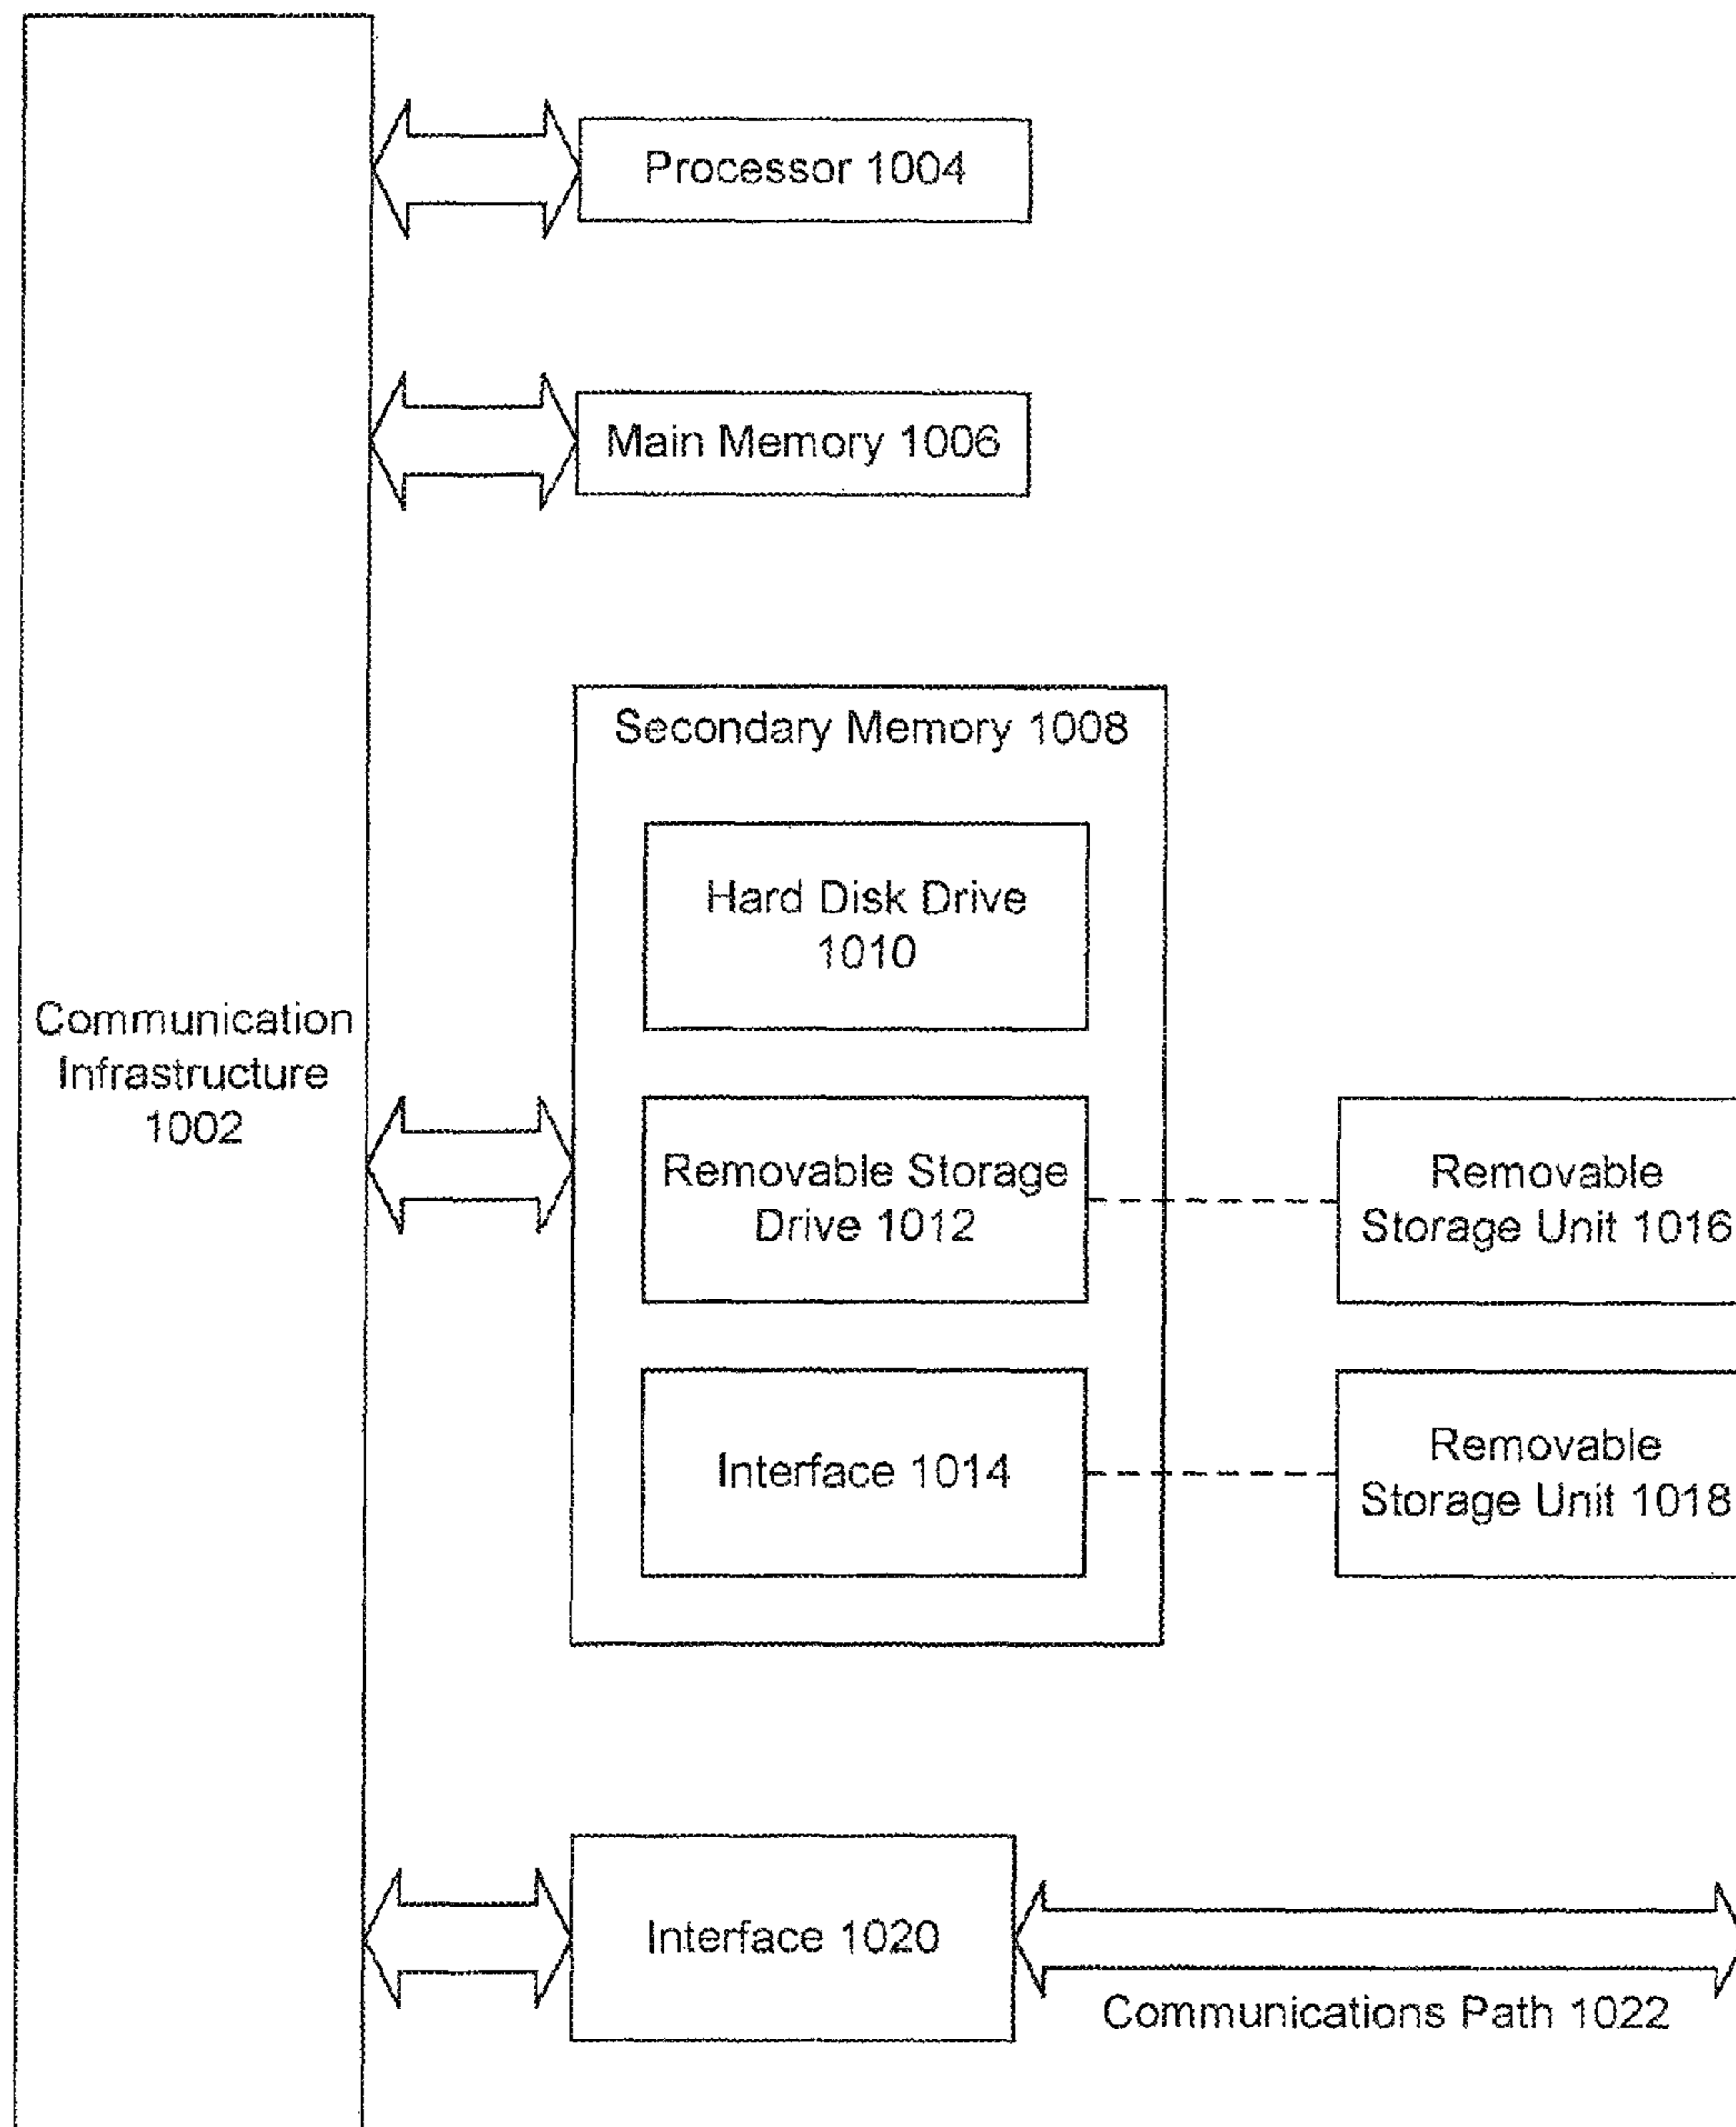 Processor 1004
Main Memory 1006
Secondary Memory 1008
Hard Disk Drive
1010
Communication
Infrastructure
1002
Removable Storage
Drive 1012
Removable
Storage Unit 1016
Interface 1014
Removable
Storage Unit 1018
Interface 1020
Communications Path 1022